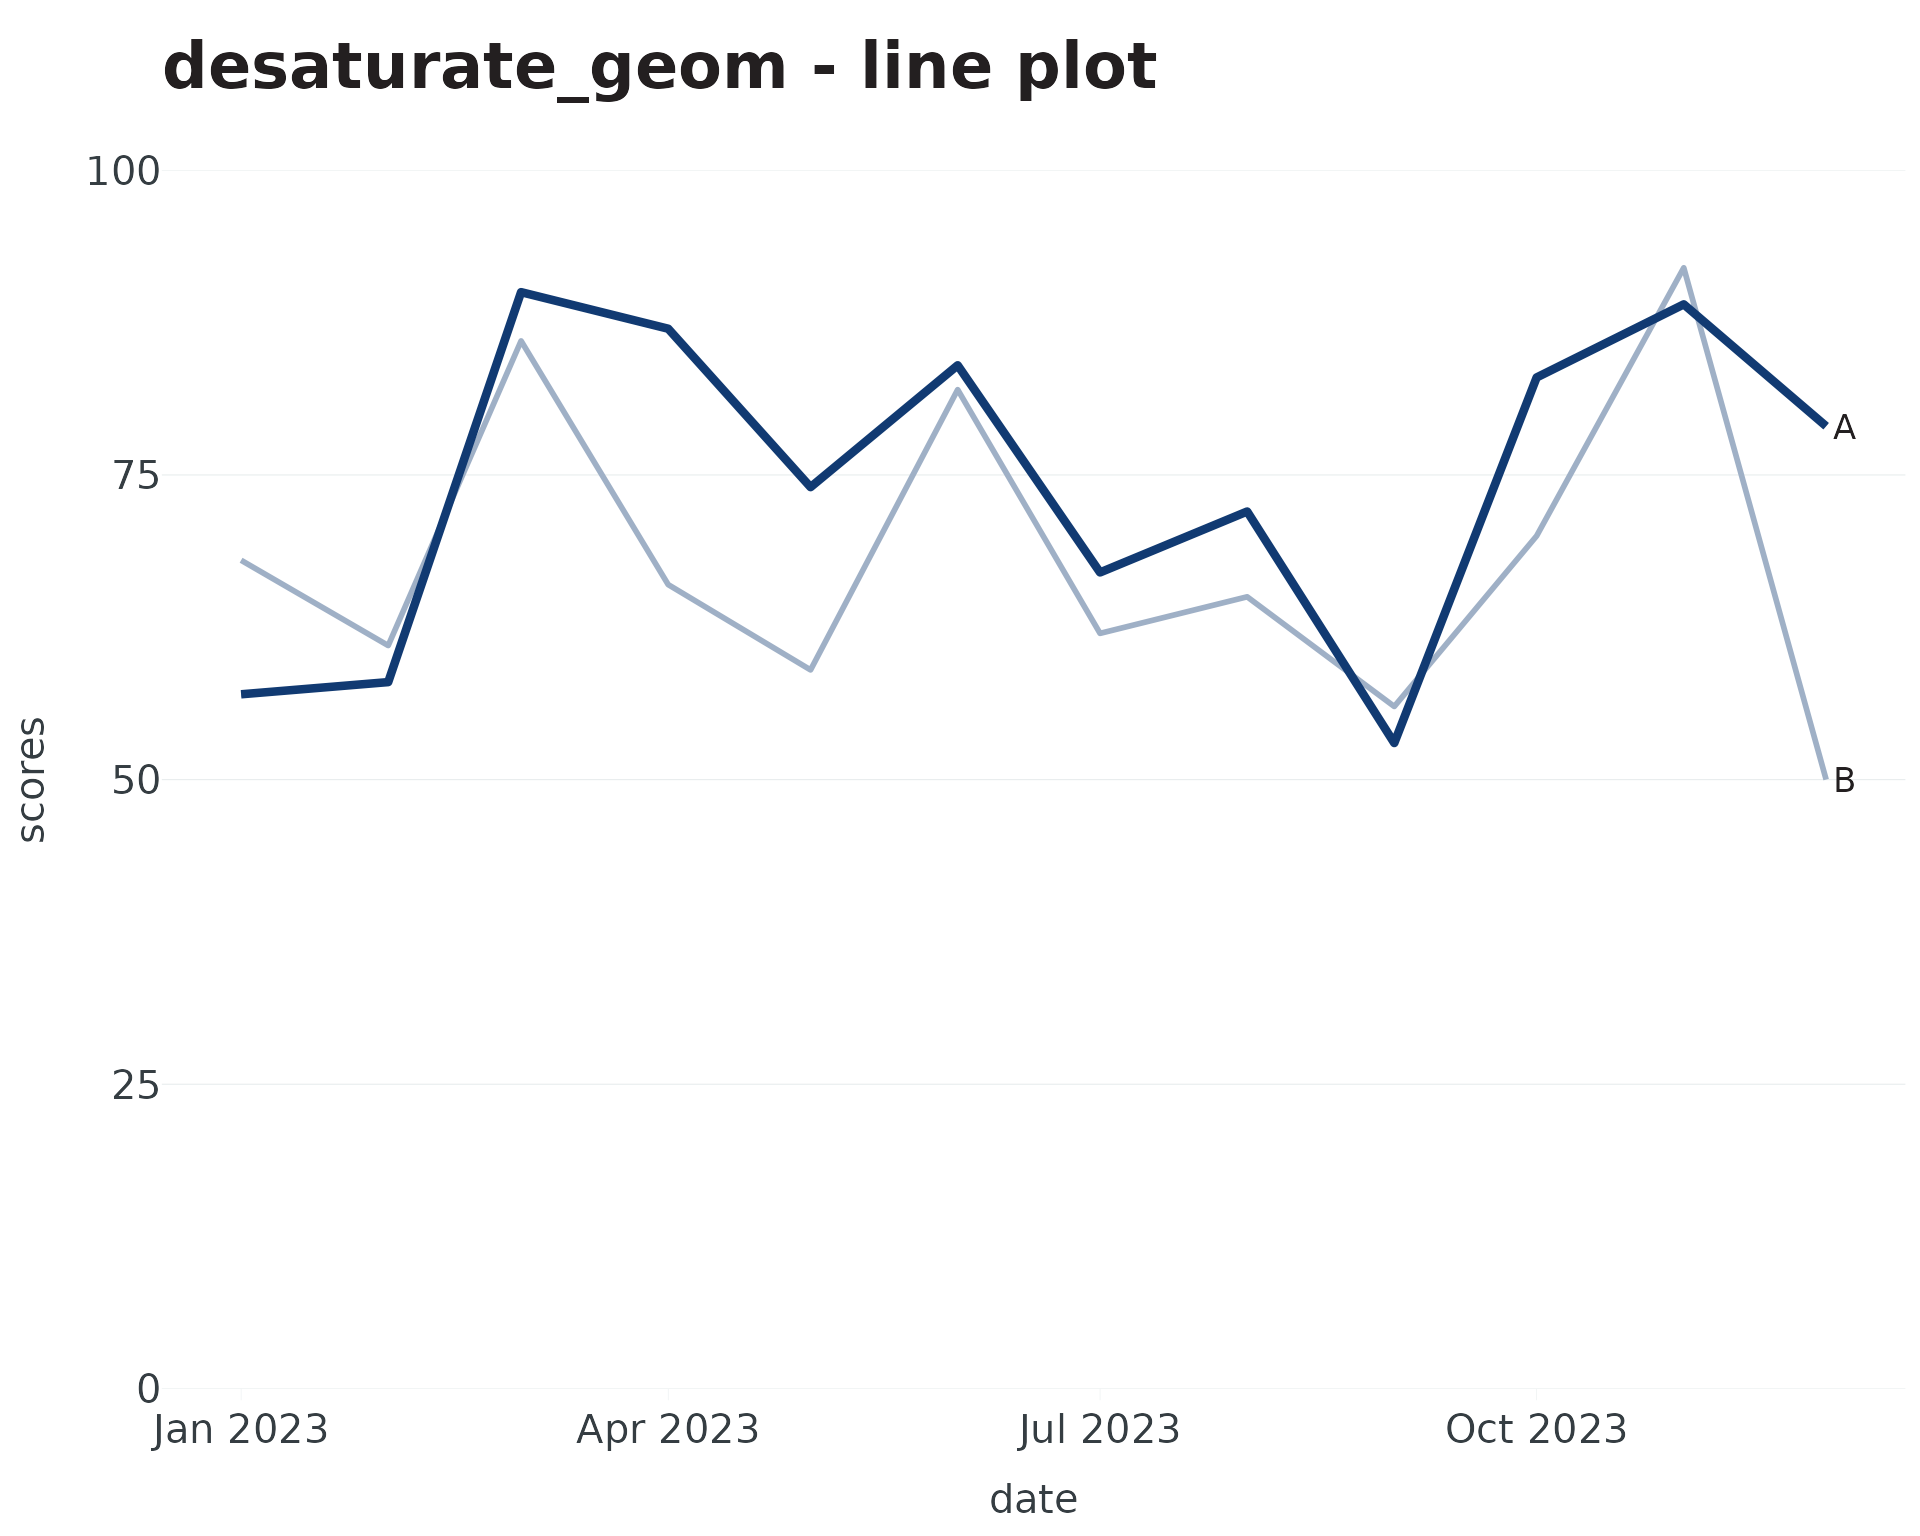 desaturate_geom - line plot
100
75
50
25
0
scores
A
B
Jan 2023
Apr 2023
Jul 2023
Oct 2023
date